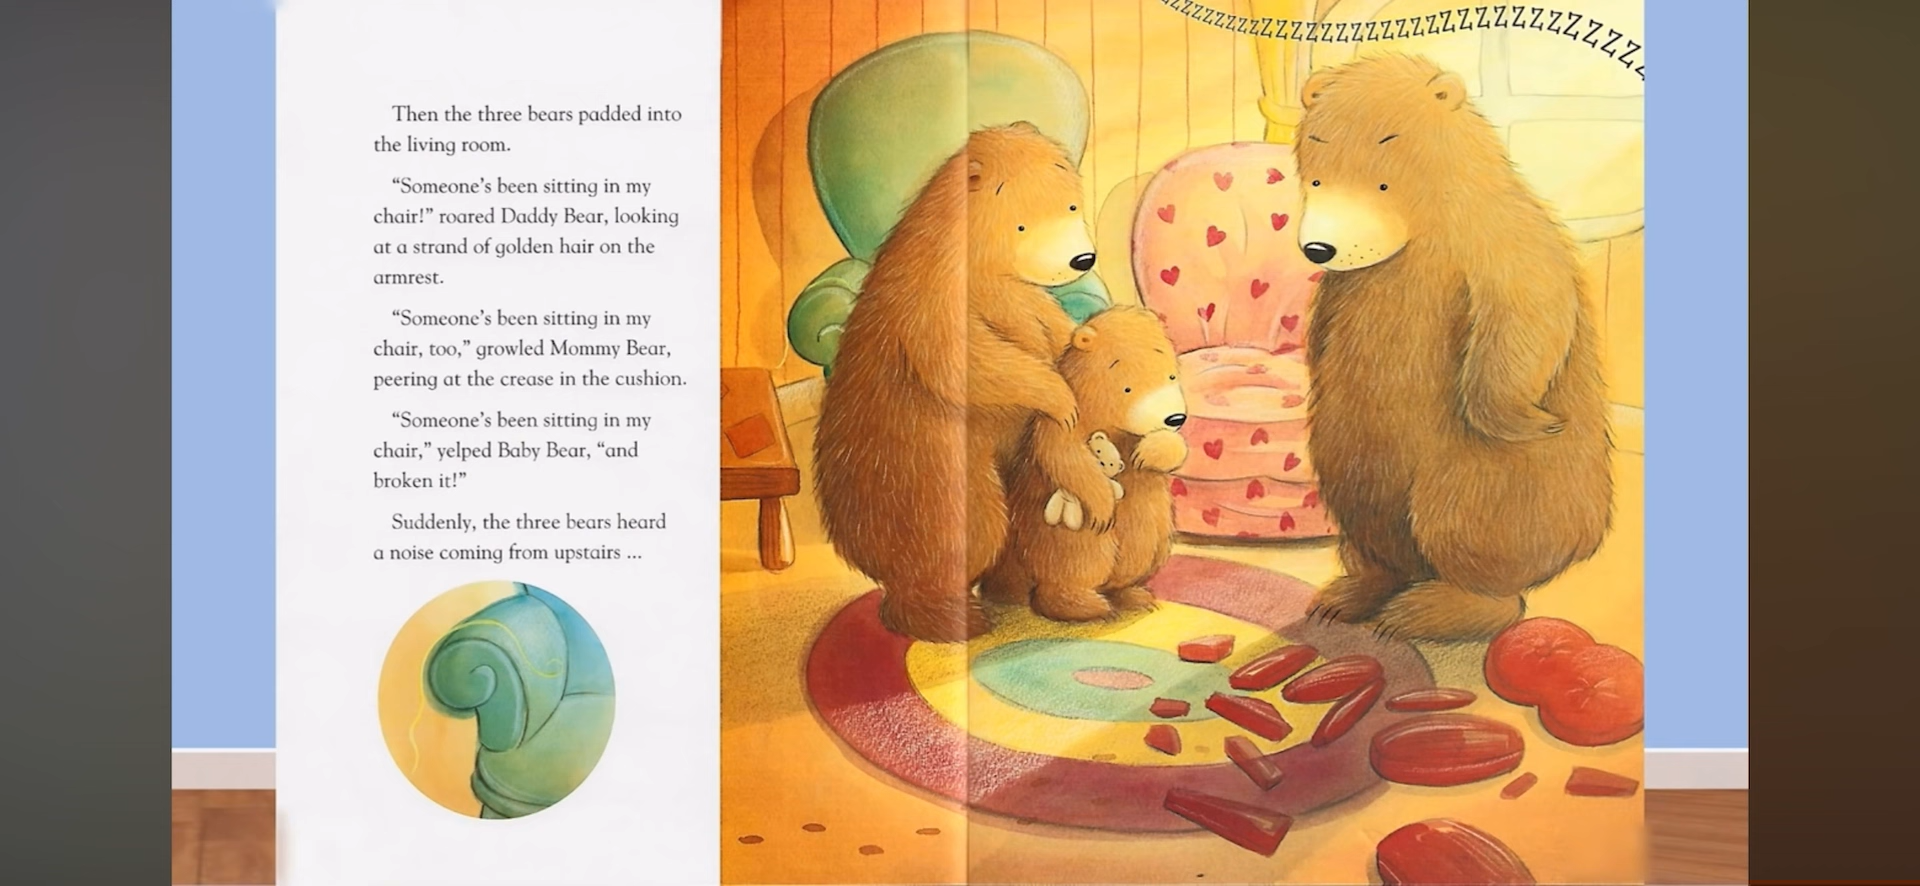 Then the three bears padded into
the living room.
“Someone’s been sitting in my
chair!” roared Daddy Bear, looking
at a strand of golden hair on the
armrest.
“Someone’s been sitting in my
chair, too,” growled Mommy Bear,
peering at the crease in the cushion.
“Someone’s been sitting in my
chair,” yelped Baby Bear, “and
broken it!”
Suddenly, the three bears heard
a noise coming from upstairs ...